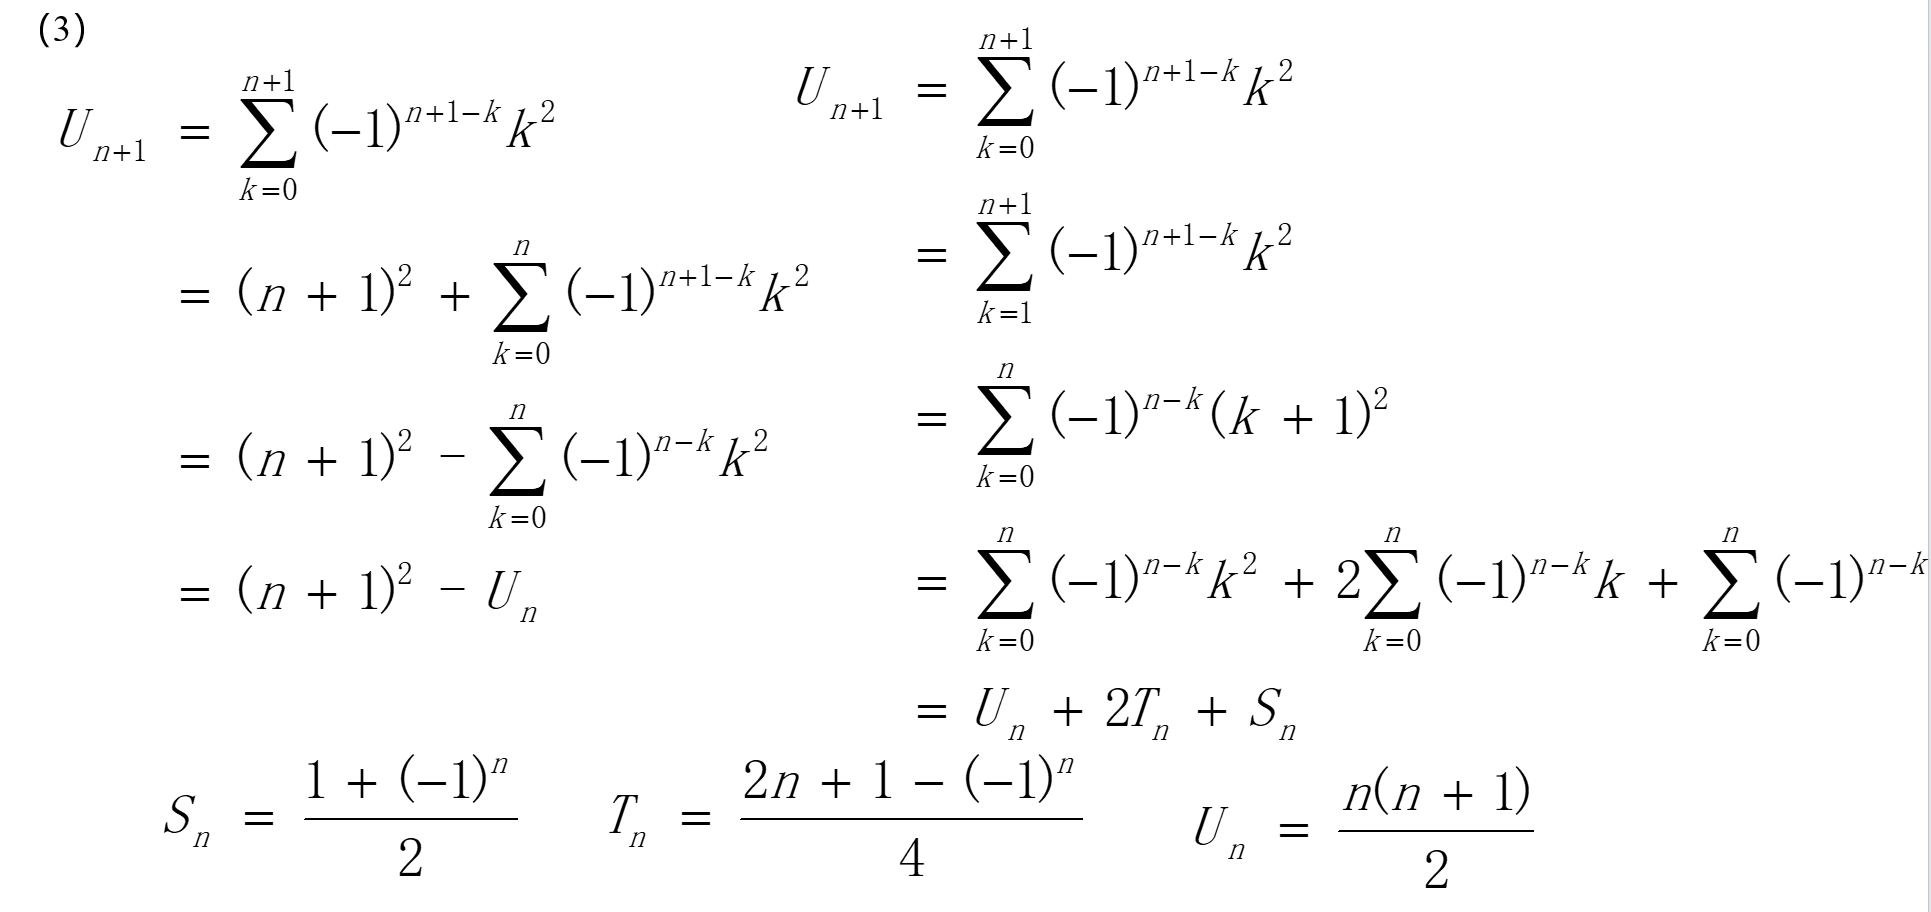 (3)
U_{n+1} = \sum_{k=0}^{n+1} (-1)^{n+1-k} k^2
= (n + 1)^2 + \sum_{k=0}^{n} (-1)^{n+1-k} k^2
= (n + 1)^2 - \sum_{k=0}^{n} (-1)^{n-k} k^2
= (n + 1)^2 - U_n
U_{n+1} = \sum_{k=0}^{n+1} (-1)^{n+1-k} k^2
= \sum_{k=1}^{n+1} (-1)^{n+1-k} k^2
= \sum_{k=0}^{n} (-1)^{n-k} (k + 1)^2
= \sum_{k=0}^{n} (-1)^{n-k} k^2 + 2\sum_{k=0}^{n} (-1)^{n-k} k + \sum_{k=0}^{n} (-1)^{n-k}
= U_n + 2T_n + S_n
S_n = \frac{1 + (-1)^n}{2} T_n = \frac{2n + 1 - (-1)^n}{4} U_n = \frac{n(n + 1)}{2}